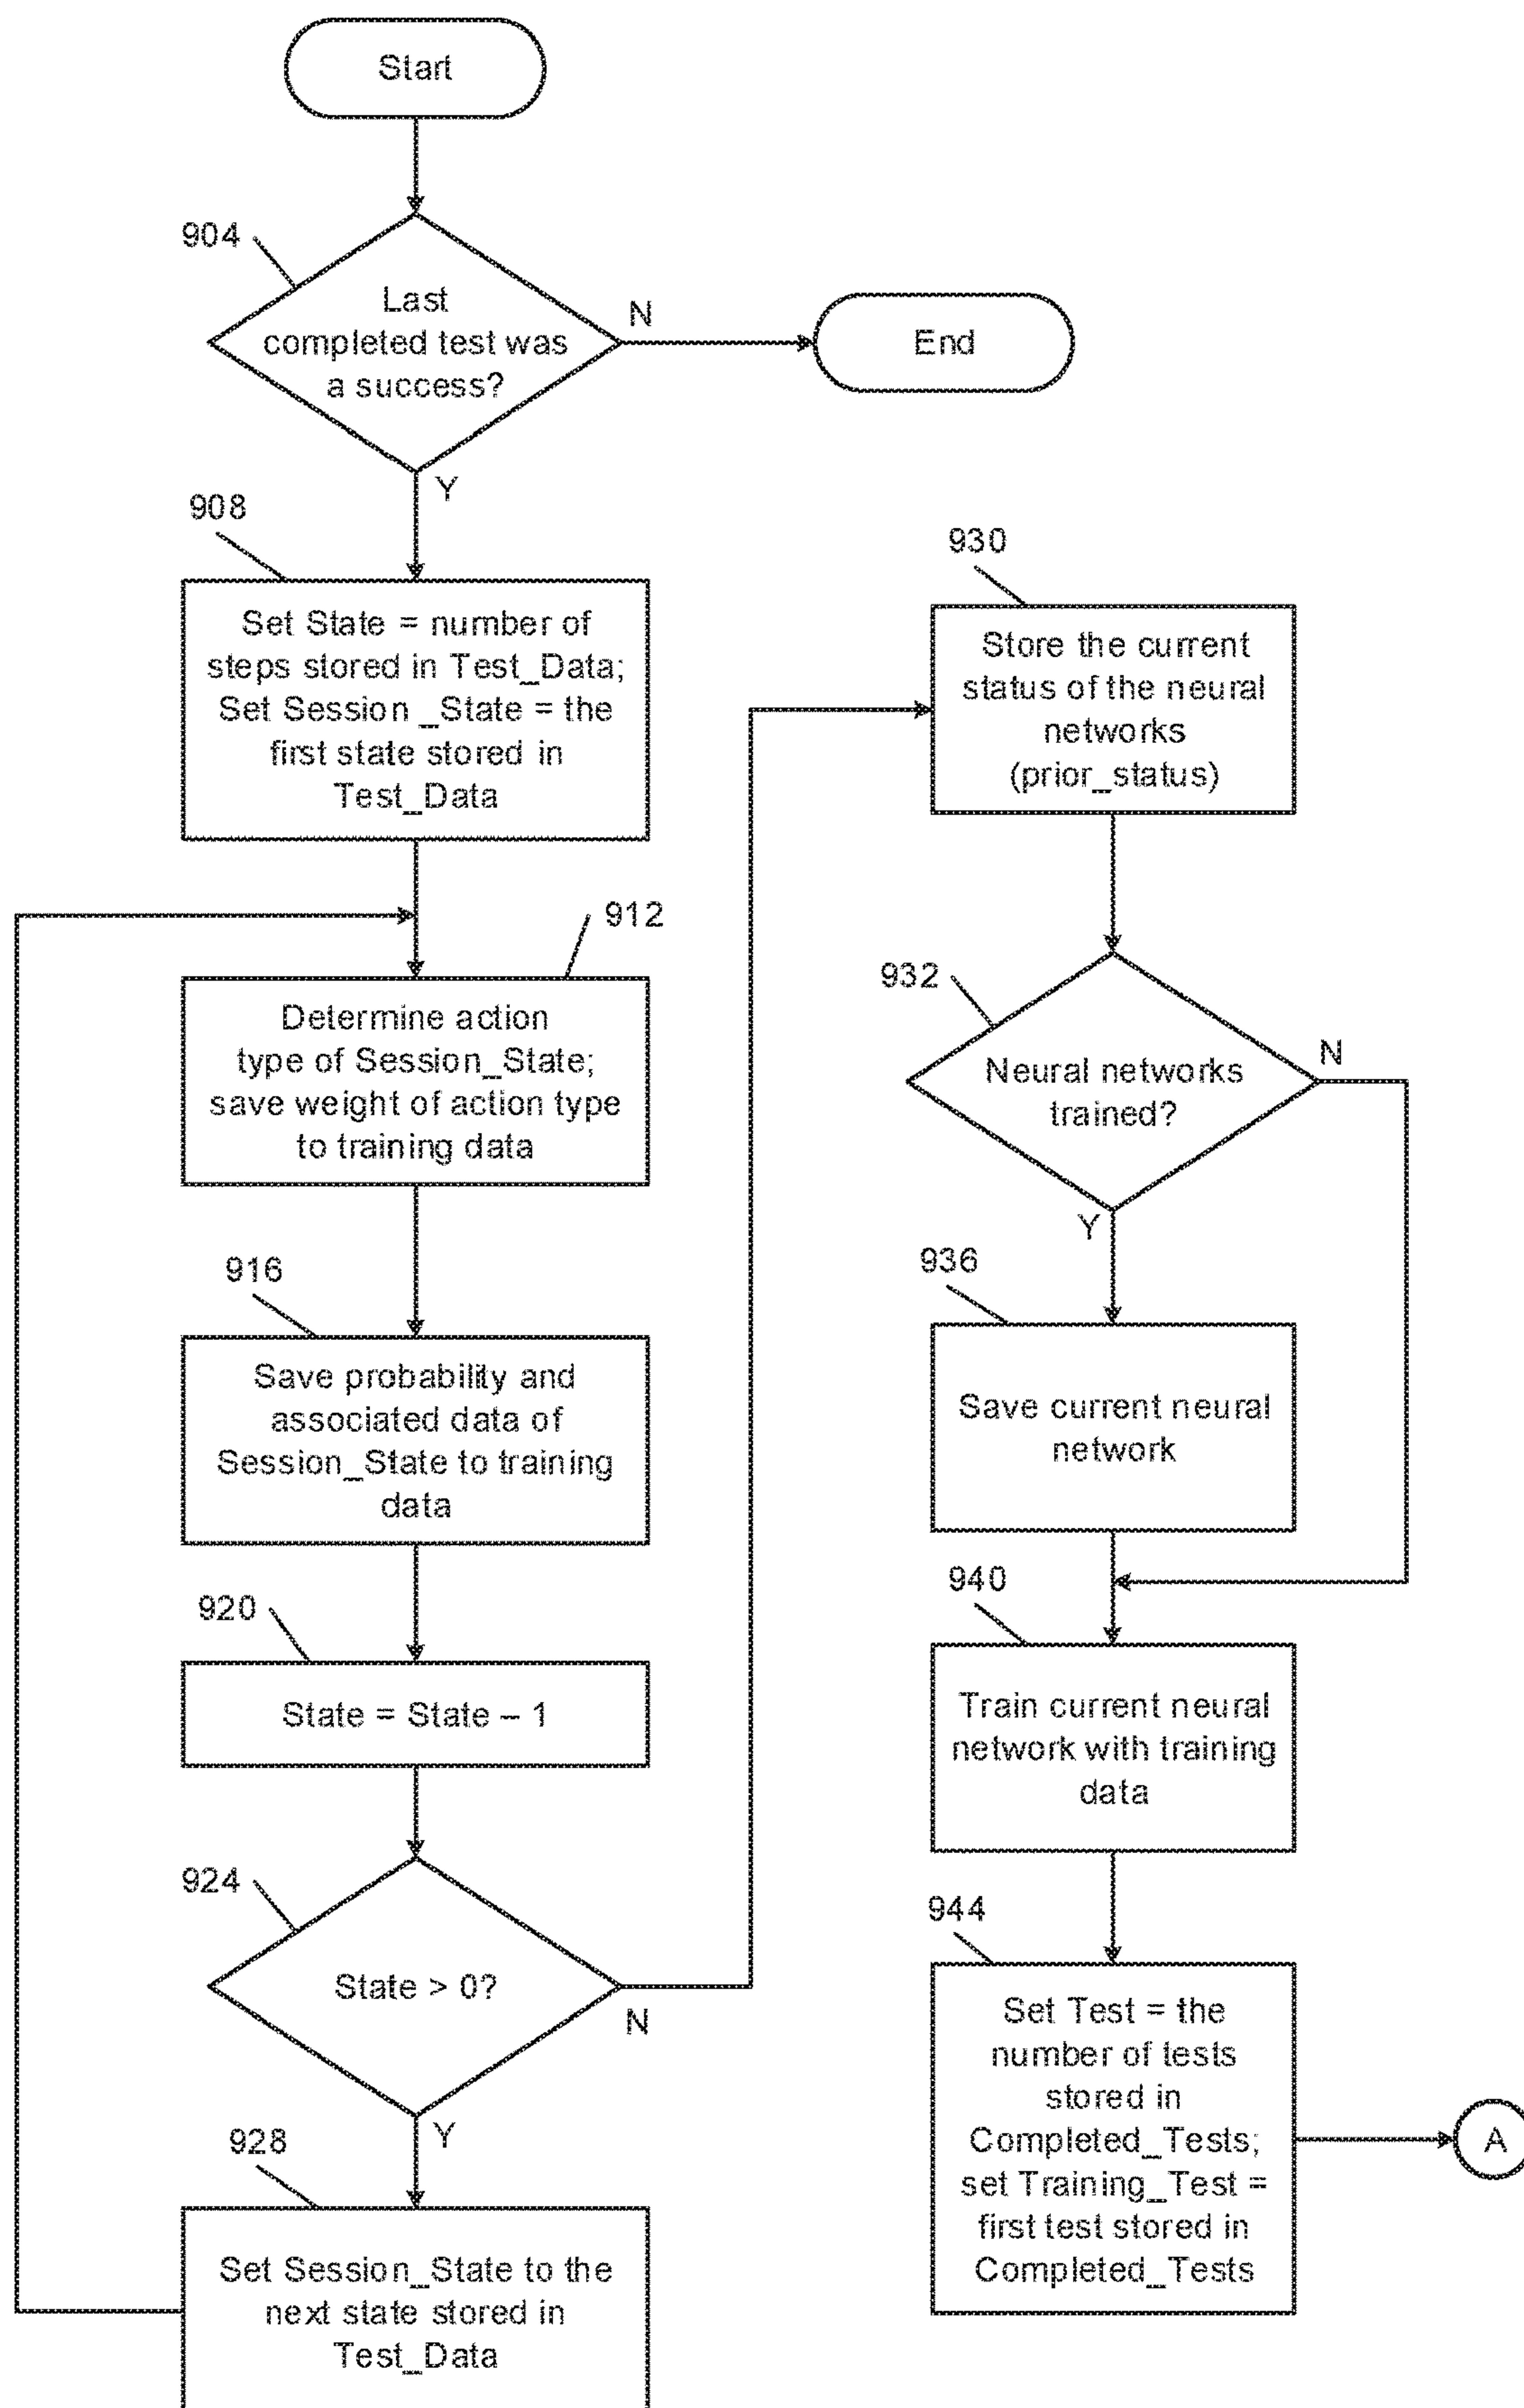 Start
904
Last
completed test was
a success?
N
End
Y
908
Set State = number of
steps stored in Test_Data;
Set Session _State = the
first state stored in
Test_Data
912
Determine action
type of Session_State;
save weight of action type
to training data
916
Save probability and
associated data of
Session_State to training
data
920
State = State – 1
924
State > 0?
N
Y
928
Set Session_State to the
next state stored in
Test_Data
930
Store the current
status of the neural
networks
(prior_status)
932
Neural networks
trained?
N
Y
936
Save current neural
network
940
Train current neural
network with training
data
944
Set Test = the
number of tests
stored in
Completed_Tests;
set Training_Test =
first test stored in
Completed_Tests
A